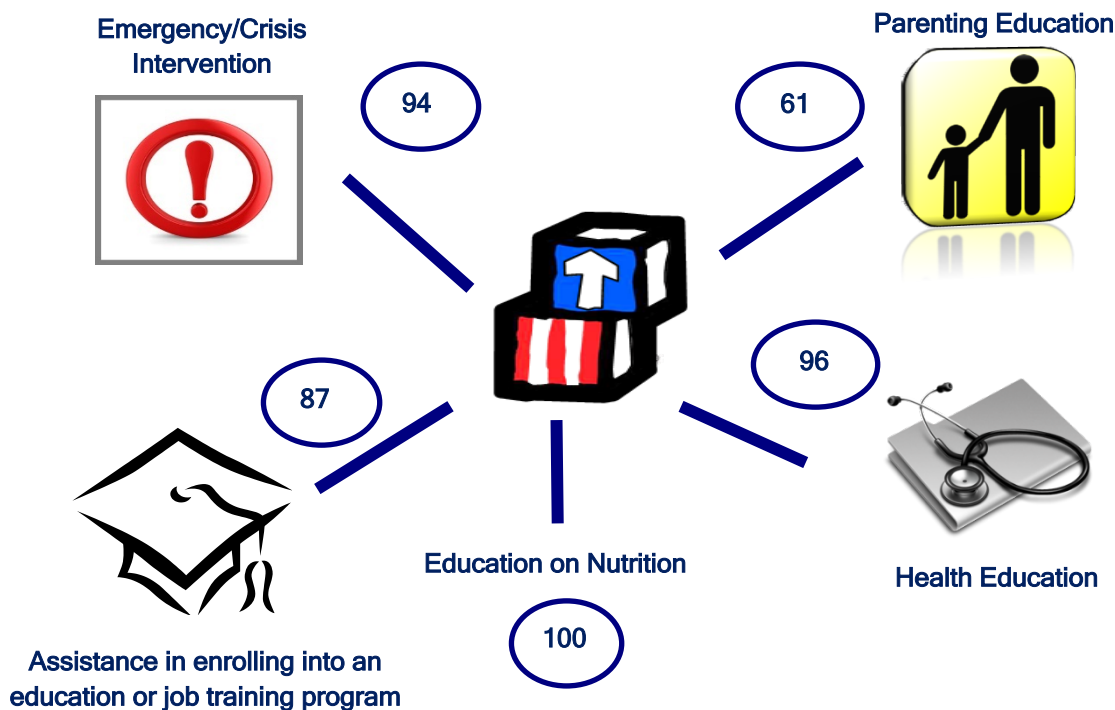 Emergency/Crisis
Intervention
94
61
Parenting Education
87
96
Education on Nutrition
100
Health Education
Assistance in enrolling into an
education or job training program